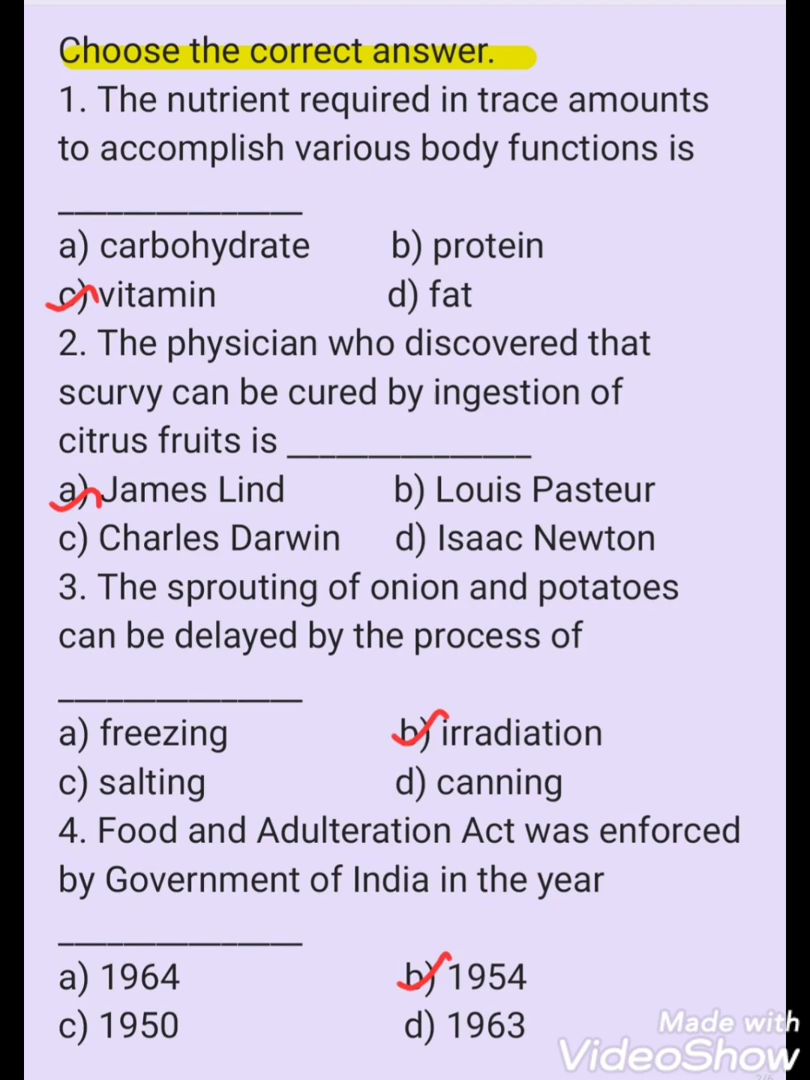 Choose the correct answer.
1. The nutrient required in trace amounts
to accomplish various body functions is
_______________
a) carbohydrate b) protein
c) vitamin d) fat
2. The physician who discovered that
scurvy can be cured by ingestion of
citrus fruits is _______________
a) James Lind b) Louis Pasteur
c) Charles Darwin d) Isaac Newton
3. The sprouting of onion and potatoes
can be delayed by the process of
_______________
a) freezing b) irradiation
c) salting d) canning
4. Food and Adulteration Act was enforced
by Government of India in the year
_______________
a) 1964 b) 1954
c) 1950 d) 1963
Made with
VideoShow